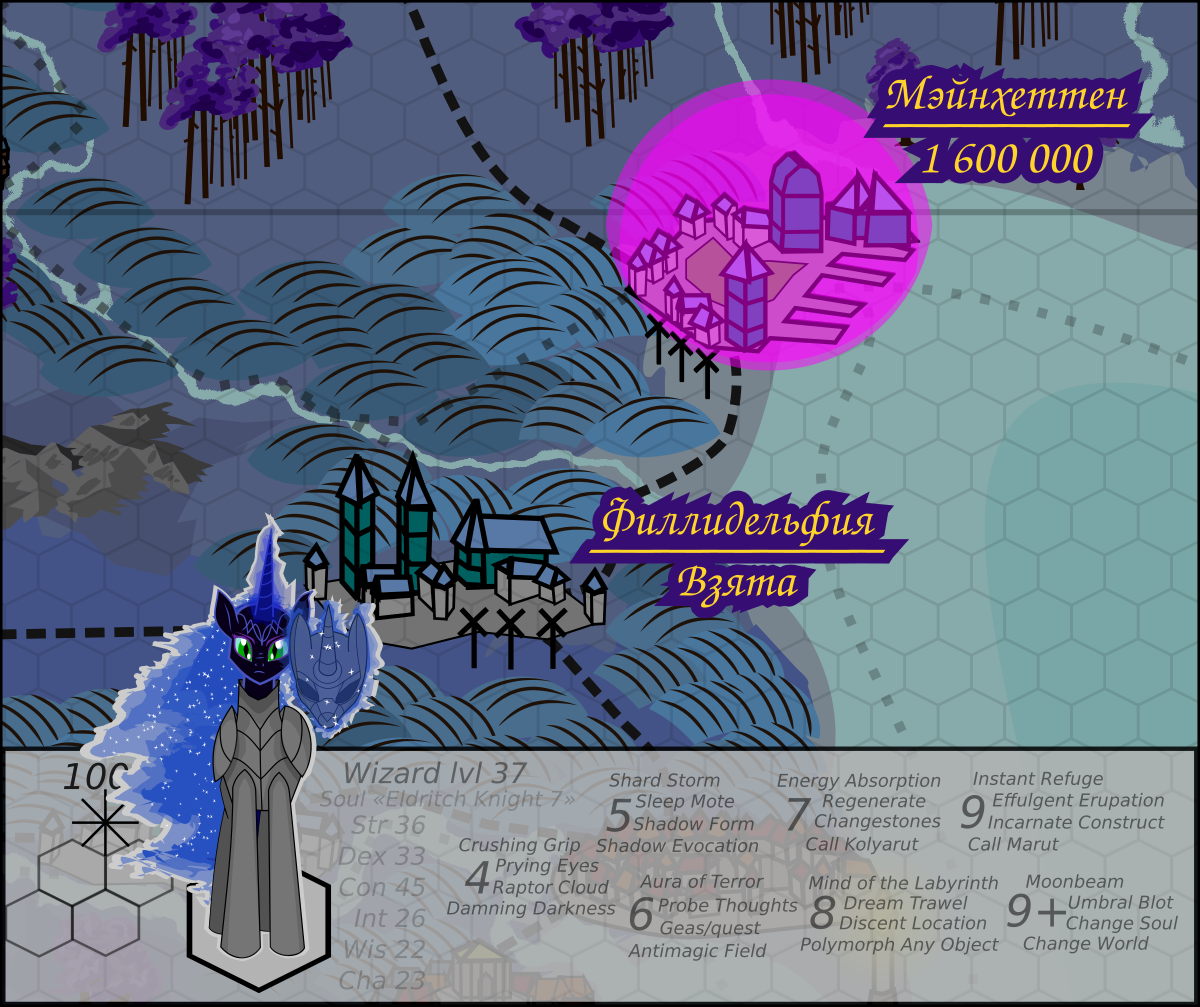 Мэйнхеттен
1 600 000
Филлидельфия
Взята
100
Wizard lvl 37
Soul «Eldritch Knight 7»
Str 36
Dex 33
Con 45
Int 26
Wis 22
Cha 23
Crushing Grip
4 Prying Eyes
Raptor Cloud
Damning Darkness
Shard Storm
5 Sleep Mote
Shadow Form
Shadow Evocation
Aura of Terror
6 Probe Thoughts
Geas/quest
Antimagic Field
Energy Absorption
7 Regenerate
Changestones
Call Kolyarut
Mind of the Labyrinth
8 Dream Trawel
Discent Location
Polymorph Any Object
Instant Refuge
9 Effulgent Erupation
Incarnate Construct
Call Marut
Moonbeam
9+ Umbral Blot
Change Soul
Change World